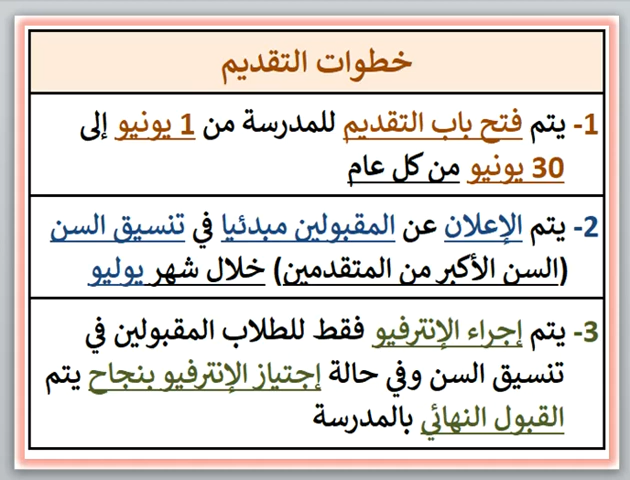 خطوات التقديم
1- يتم فتح باب التقديم للمدرسة من 1 يونيو إلى
30 يونيو من كل عام
2- يتم الإعلان عن المقبولين مبدئيا في تنسيق السن
(السن الأكبر من المتقدمين) خلال شهر يوليو
3- يتم إجراء الإنترفيو فقط للطلاب المقبولين في
تنسيق السن وفي حالة إجتياز الإنترفيو بنجاح يتم
القبول النهائي بالمدرسة